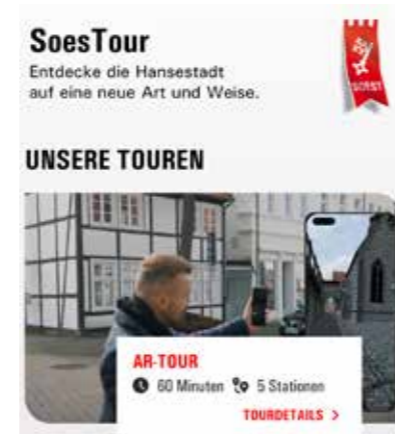 SoesTour
Entdecke die Hansestadt
auf eine neue Art und Weise.
SOEST
UNSERE TOUREN
AR-TOUR
60 Minuten 5 Stationen
TOURDETAILS >